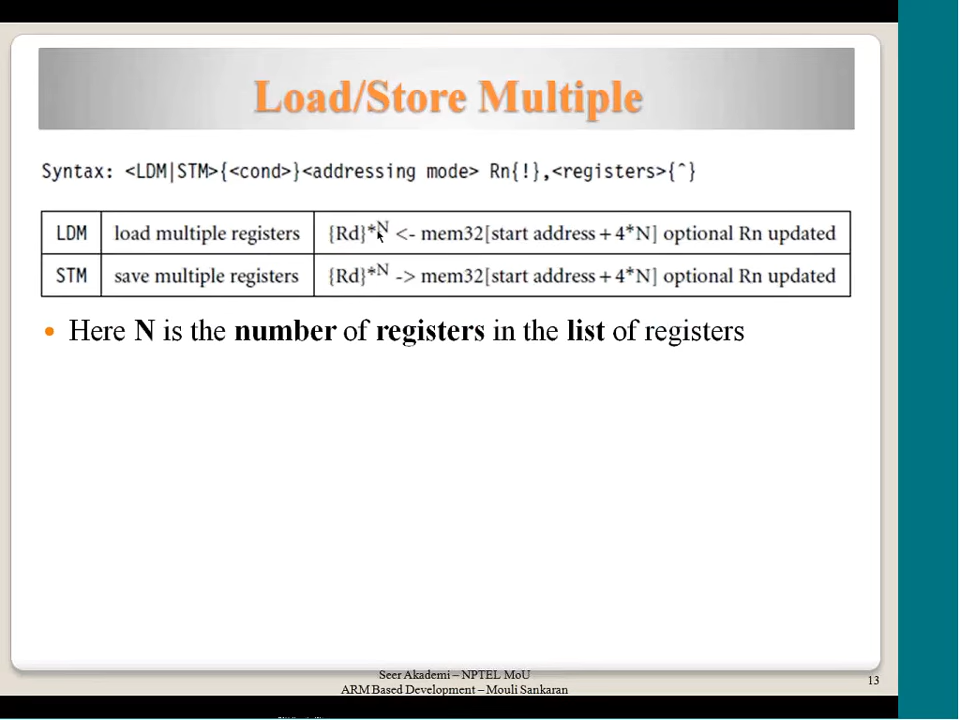 Load/Store Multiple
Syntax: <LDM|STM>{<cond>}<addressing mode> Rn{!},<registers>{^}
LDM load multiple registers {Rd}*N <- mem32[start address + 4*N] optional Rn updated
STM save multiple registers {Rd}*N -> mem32[start address + 4*N] optional Rn updated
• Here N is the number of registers in the list of registers
Seer Akademi – NPTEL MoU
ARM Based Development – Mouli Sankaran
13